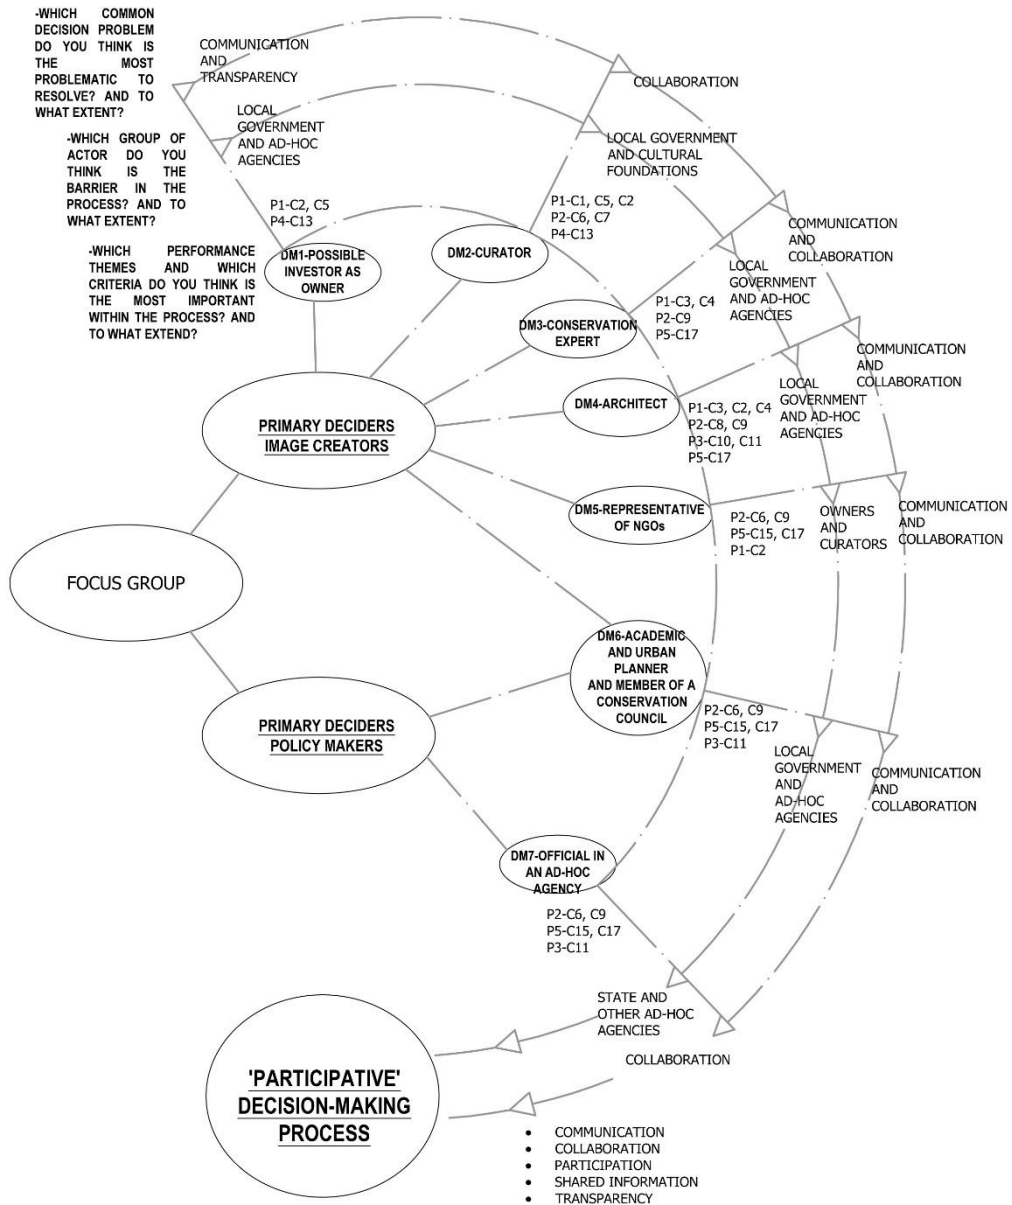 -WHICH COMMON
DECISION PROBLEM
DO YOU THINK IS
THE MOST
PROBLEMATIC TO
RESOLVE? AND TO
WHAT EXTENT?
-WHICH GROUP OF
ACTOR DO YOU
THINK IS THE
BARRIER IN THE
PROCESS? AND TO
WHAT EXTENT?
-WHICH PERFORMANCE
THEMES AND WHICH
CRITERIA DO YOU THINK IS
THE MOST IMPORTANT
WITHIN THE PROCESS? AND
TO WHAT EXTEND?
COMMUNICATION
AND
TRANSPARENCY
LOCAL
GOVERNMENT
AND AD-HOC
AGENCIES
P1-C2, C5
P4-C13
DM1-POSSIBLE
INVESTOR AS
OWNER
COLLABORATION
LOCAL GOVERNMENT
AND CULTURAL
FOUNDATIONS
P1-C1, C5, C2
P2-C6, C7
P4-C13
DM2-CURATOR
COMMUNICATION
AND
COLLABORATION
LOCAL
GOVERNMENT
AND AD-HOC
AGENCIES
P1-C3, C4
P2-C9
P5-C17
DM3-CONSERVATION
EXPERT
COMMUNICATION
AND
COLLABORATION
LOCAL
GOVERNMENT
AND AD-HOC
AGENCIES
P1-C3, C2, C4
P2-C8, C9
P3-C10, C11
P5-C17
DM4-ARCHITECT
PRIMARY DECIDERS
IMAGE CREATORS
DM5-REPRESENTATIVE
OF NGOs
P2-C6, C9
P5-C15, C17
P1-C2
OWNERS
AND
CURATORS
COMMUNICATION
AND
COLLABORATION
FOCUS GROUP
DM6-ACADEMIC
AND URBAN
PLANNER
AND MEMBER OF A
CONSERVATION
COUNCIL
P2-C6, C9
P5-C15, C17
P3-C11
LOCAL
GOVERNMENT
AND
AD-HOC
AGENCIES
COMMUNICATION
AND
COLLABORATION
PRIMARY DECIDERS
POLICY MAKERS
DM7-OFFICIAL IN
AN AD-HOC
AGENCY
P2-C6, C9
P5-C15, C17
P3-C11
STATE AND
OTHER AD-HOC
AGENCIES
COLLABORATION
'PARTICIPATIVE'
DECISION-MAKING
PROCESS
• COMMUNICATION
• COLLABORATION
• PARTICIPATION
• SHARED INFORMATION
• TRANSPARENCY